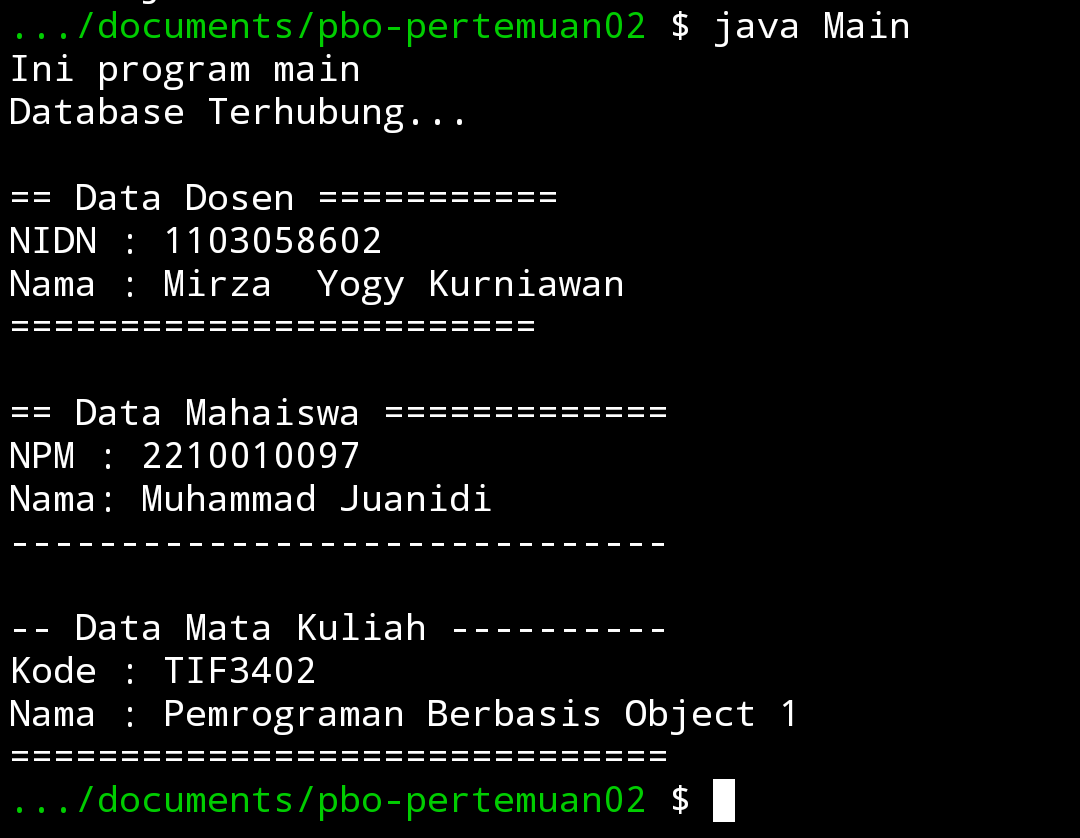 .../documents/pbo-pertemuan02 $ java Main
Ini program main
Database Terhubung...
== Data Dosen ===========
NIDN : 1103058602
Nama : Mirza  Yogy Kurniawan
========================
== Data Mahaiswa =============
NPM : 2210010097
Nama: Muhammad Juanidi
------------------------------
-- Data Mata Kuliah ----------
Kode : TIF3402
Nama : Pemrograman Berbasis Object 1
==============================
.../documents/pbo-pertemuan02 $